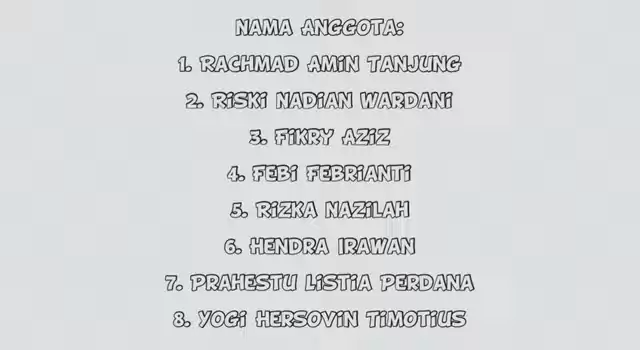 NAMA ANGGOTA:
1. RACHMAD AMIN TANJUNG
2. RISKI NADIAN WARDANI
3. FIKRY AZIZ
4. FEBI FEBRIANTI
5. RIZKA NAZILAH
6. HENDRA IRAWAN
7. PRAHESTU LISTIA PERDANA
8. YOGI HERSOVIN TIMOTIUS